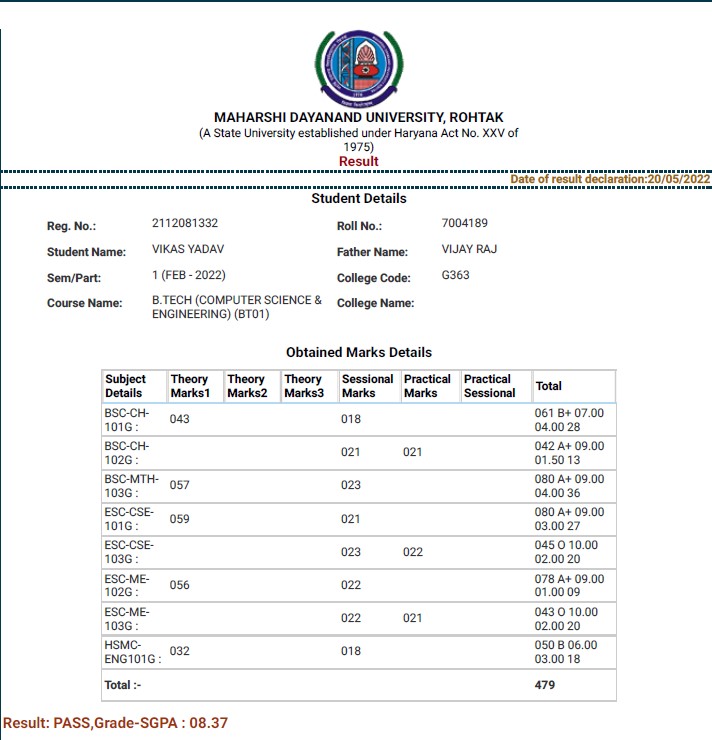 MAHARSHI DAYANAND UNIVERSITY, ROHTAK
(A State University established under Haryana Act No. XXV of
1975)
Result
Date of result declaration:20/05/2022
Student Details
Reg. No.: 2112081332 Roll No.: 7004189
Student Name: VIKAS YADAV Father Name: VIJAY RAJ
Sem/Part: 1 (FEB - 2022) College Code: G363
Course Name: B.TECH (COMPUTER SCIENCE & College Name:
ENGINEERING) (BT01)
Obtained Marks Details
Subject Theory Theory Theory Sessional Practical Practical Total
Details Marks1 Marks2 Marks3 Marks Marks Sessional
BSC-CH- 043 018 061 B+ 07.00
101G : 04.00 28
BSC-CH- 021 021 042 A+ 09.00
102G : 01.50 13
BSC-MTH- 057 023 080 A+ 09.00
103G : 04.00 36
ESC-CSE- 059 021 080 A+ 09.00
101G : 03.00 27
ESC-CSE- 023 022 045 O 10.00
103G : 02.00 20
ESC-ME- 056 022 078 A+ 09.00
102G : 01.00 09
ESC-ME- 022 021 043 O 10.00
103G : 02.00 20
HSMC- 032 018 050 B 06.00
ENG101G : 03.00 18
Total :- 479
Result: PASS,Grade-SGPA : 08.37